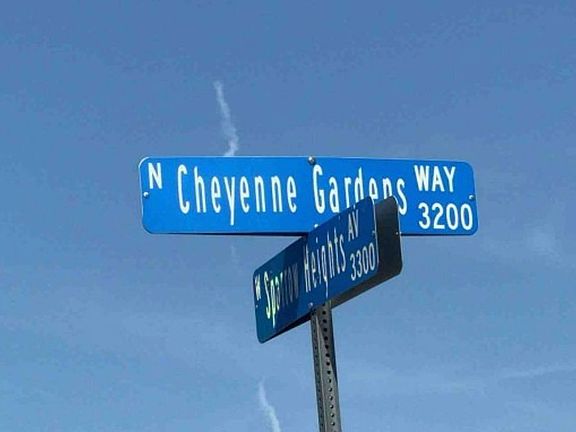 N Cheyenne Gardens WAY 3200
W Sparrow Heights AV 3300